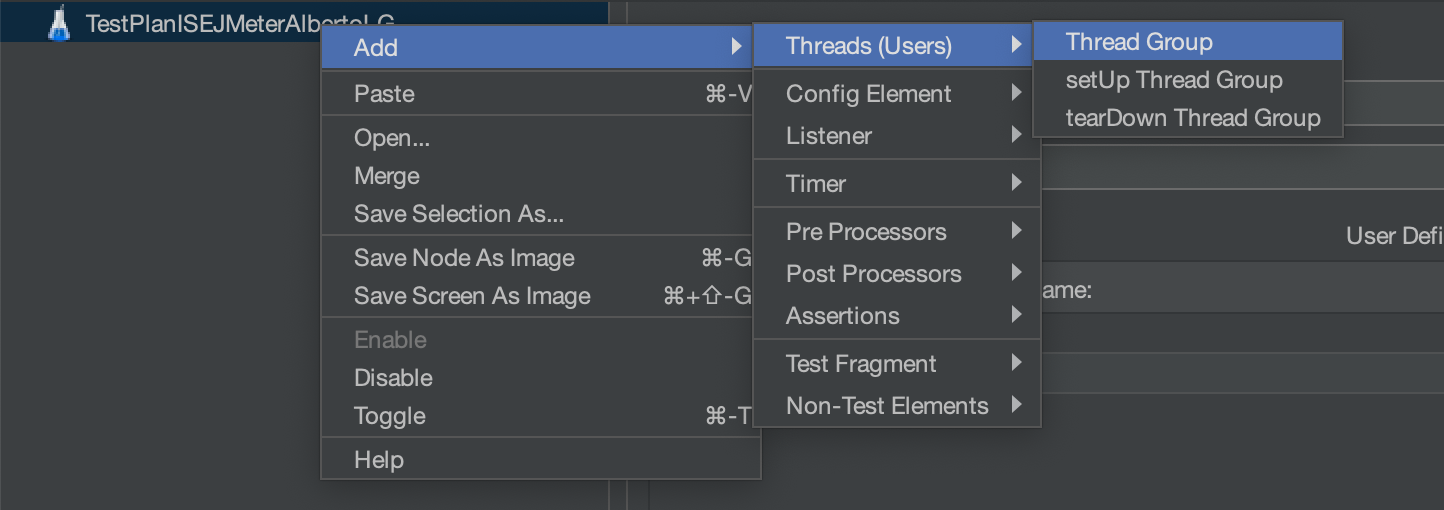 TestPlanISEJMeterAlbertoLG
Add
Paste ⌘-V
Open...
Merge
Save Selection As...
Save Node As Image ⌘-G
Save Screen As Image ⌘+⇧-G
Enable
Disable
Toggle ⌘-T
Help
Threads (Users)
Config Element
Listener
Timer
Pre Processors
Post Processors
Assertions
Test Fragment
Non-Test Elements
Thread Group
setUp Thread Group
tearDown Thread Group
User Defi
ame: